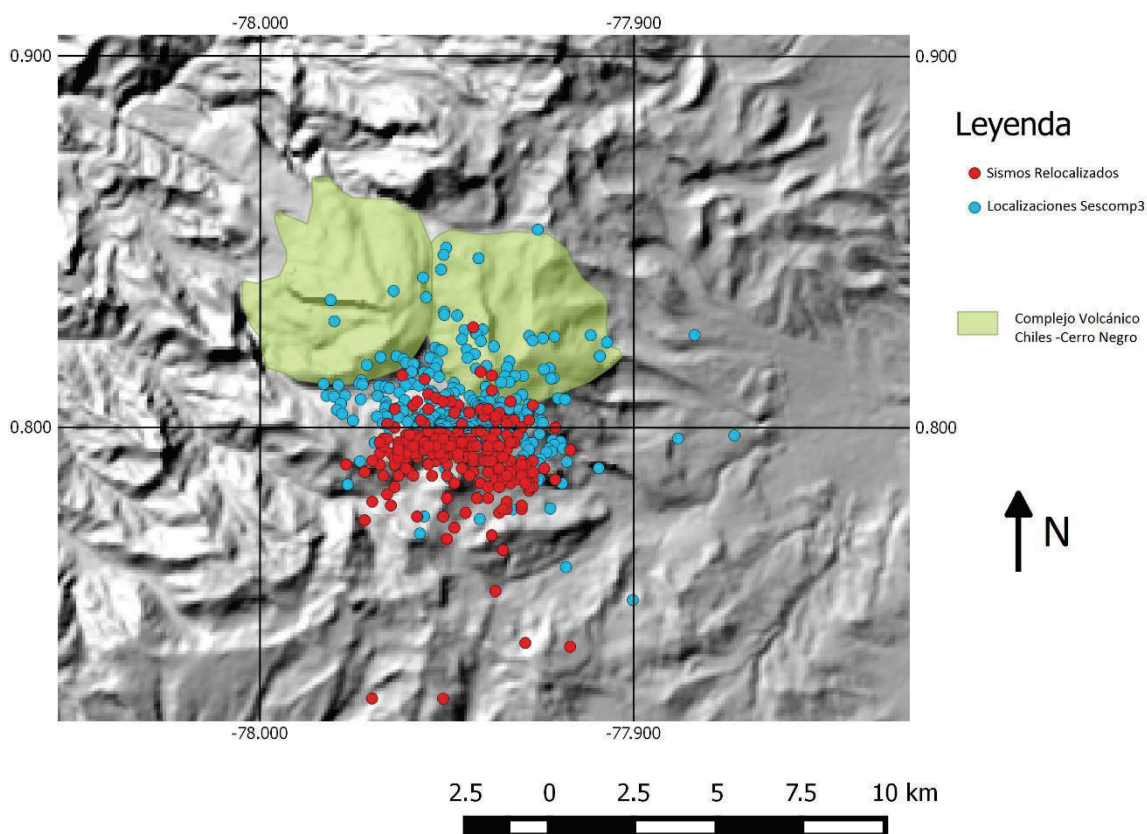 -78.000 -77.900
0.900 0.900
Leyenda
Sismos Relocalizados
Localizaciones Sescomp3
Complejo Volcánico
Chiles -Cerro Negro
0.800 0.800
N
-78.000 -77.900
2.5 0 2.5 5 7.5 10 km